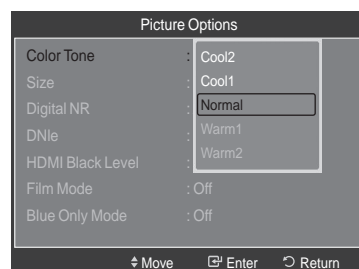 Picture Options
Color Tone : Cool2
Size : Cool1
Digital NR : Normal
DNIe : Warm1
HDMI Black Level : Warm2
Film Mode : Off
Blue Only Mode : Off
Move Enter Return